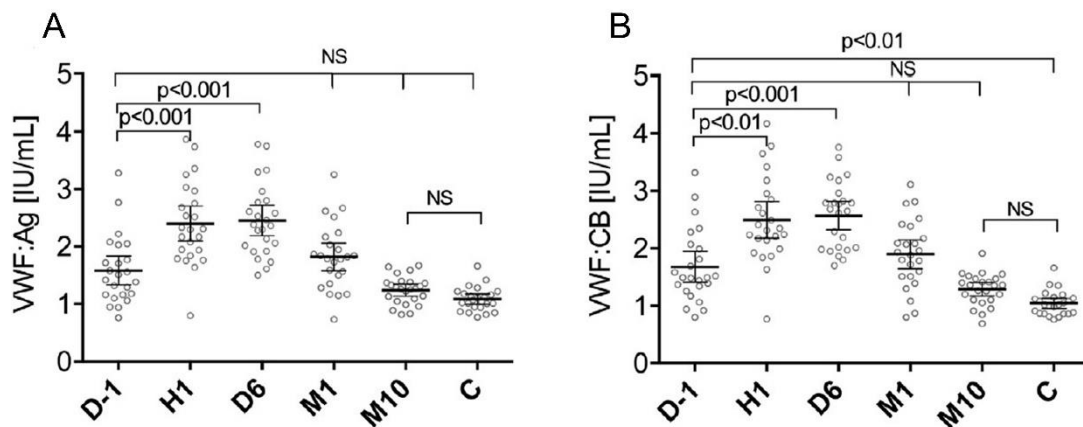 A
NS
p<0.001
p<0.001
NS
VWF:Ag [IU/mL]
5
4
3
2
1
0
D-1 H1 D6 M1 M10 C
B
p<0.01
NS
p<0.001
p<0.01
NS
VWF:CB [IU/mL]
5
4
3
2
1
0
D-1 H1 D6 M1 M10 C